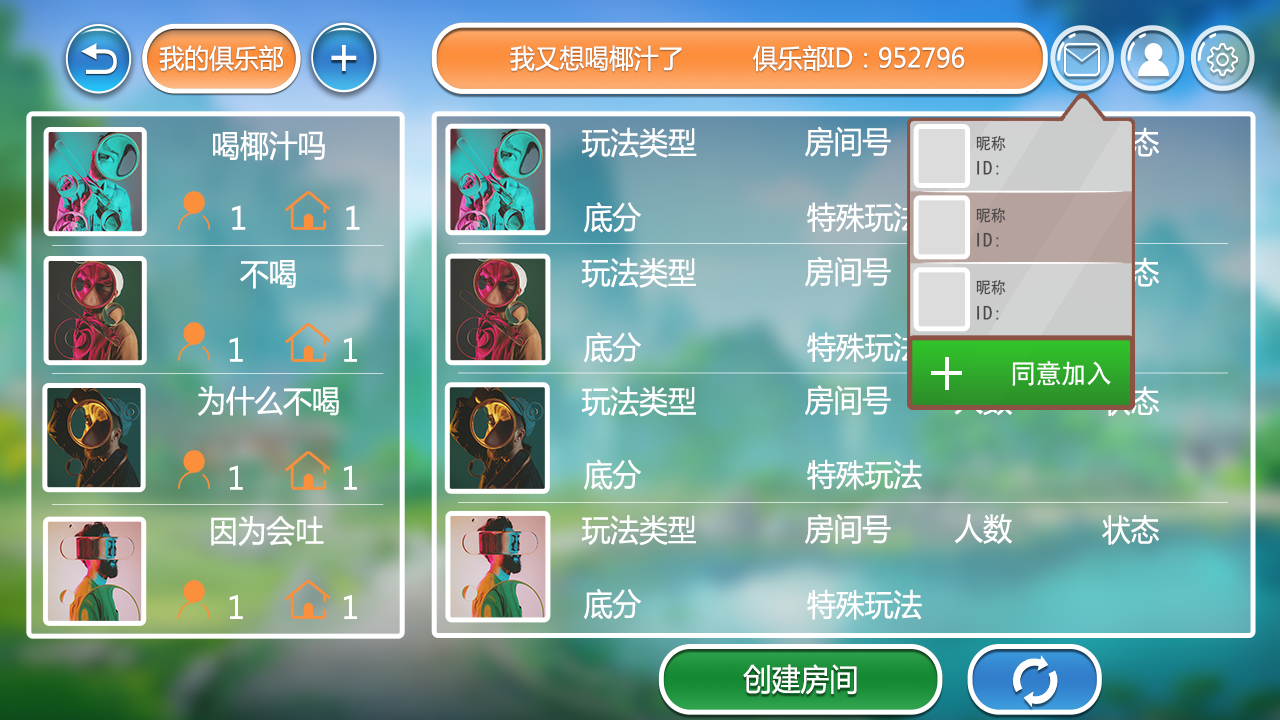 我的俱乐部
我又想喝椰汁了 俱乐部ID：952796
喝椰汁吗
1 1
不喝
1 1
为什么不喝
1 1
因为会吐
1 1
玩法类型 房间号 态
底分 特殊玩法
玩法类型 房间号 态
底分 特殊玩法
玩法类型 房间号 人数 状态
底分 特殊玩法
玩法类型 房间号 人数 状态
底分 特殊玩法
昵称
ID:
昵称
ID:
昵称
ID:
同意加入
创建房间